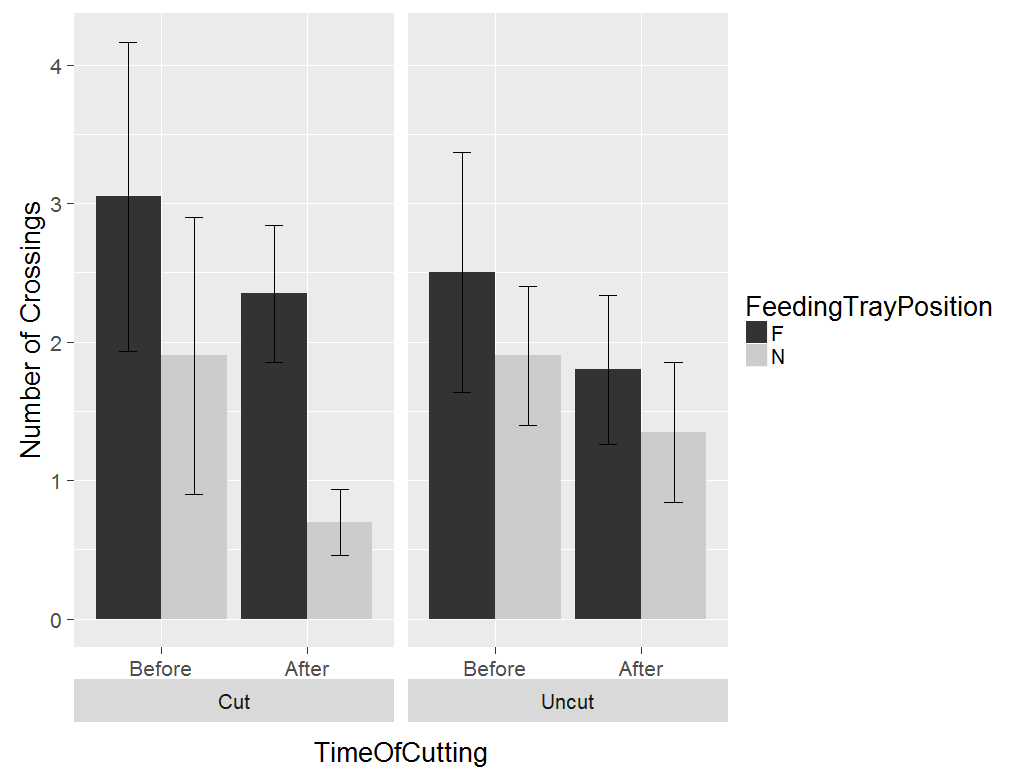 Number of Crossings
4
3
2
1
0
Before After Before After
Cut Uncut
TimeOfCutting
FeedingTrayPosition
F
N